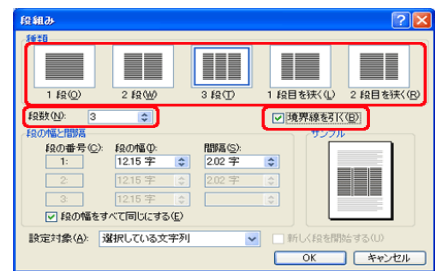 段組み
種類
1 段(O)
2 段(W)
3 段(T)
1 段目を狭く(L)
2 段目を狭く(R)
段数(N):
3
境界線を引く(B)
段の幅と間隔
サンプル
段の番号(C):
段の幅(I):
間隔(S):
1:
12.15 字
2.02 字
2:
12.15 字
2.02 字
3:
12.15 字
段の幅をすべて同じにする(E)
設定対象(A):
選択している文字列
新しく段を開始する(U)
OK
キャンセル